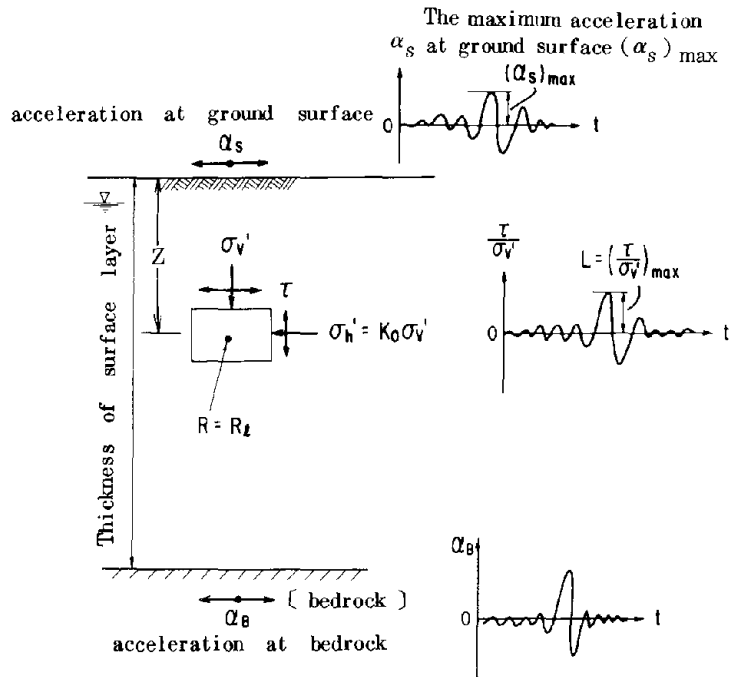 The maximum acceleration
αs at ground surface (αs)max
(αs)max
acceleration at ground surface
0
t
αs
Z
σv'
τ
σh' = K0σv'
R = Rℓ
Thickness of surface layer
τ/σv'
L = (τ/σv')max
0
t
αB
0
t
αB
〔 bedrock 〕
acceleration at bedrock